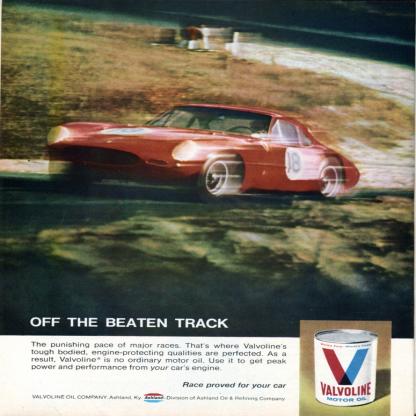 18
OFF THE BEATEN TRACK
The punishing pace of major races. That's where Valvoline's
tough bodied, engine-protecting qualities are perfected. As a
result, Valvoline® is no ordinary motor oil. Use it to get peak
power and performance from your car's engine.
Race proved for your car
VALVOLINE OIL COMPANY, Ashland, Ky. Ashland Division of Ashland Oil & Refining Company
VALVOLINE
MOTOR OIL